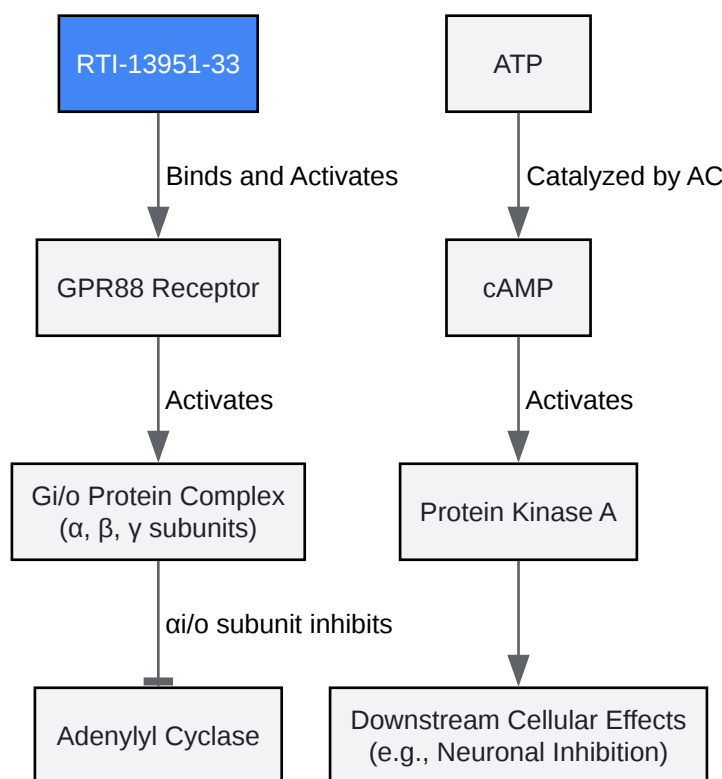 RTI-13951-33
ATP
Binds and Activates
Catalyzed by AC
GPR88 Receptor
cAMP
Activates
Activates
Gi/o Protein Complex
(α, β, γ subunits)
Protein Kinase A
αi/o subunit inhibits
Adenylyl Cyclase
Downstream Cellular Effects
(e.g., Neuronal Inhibition)